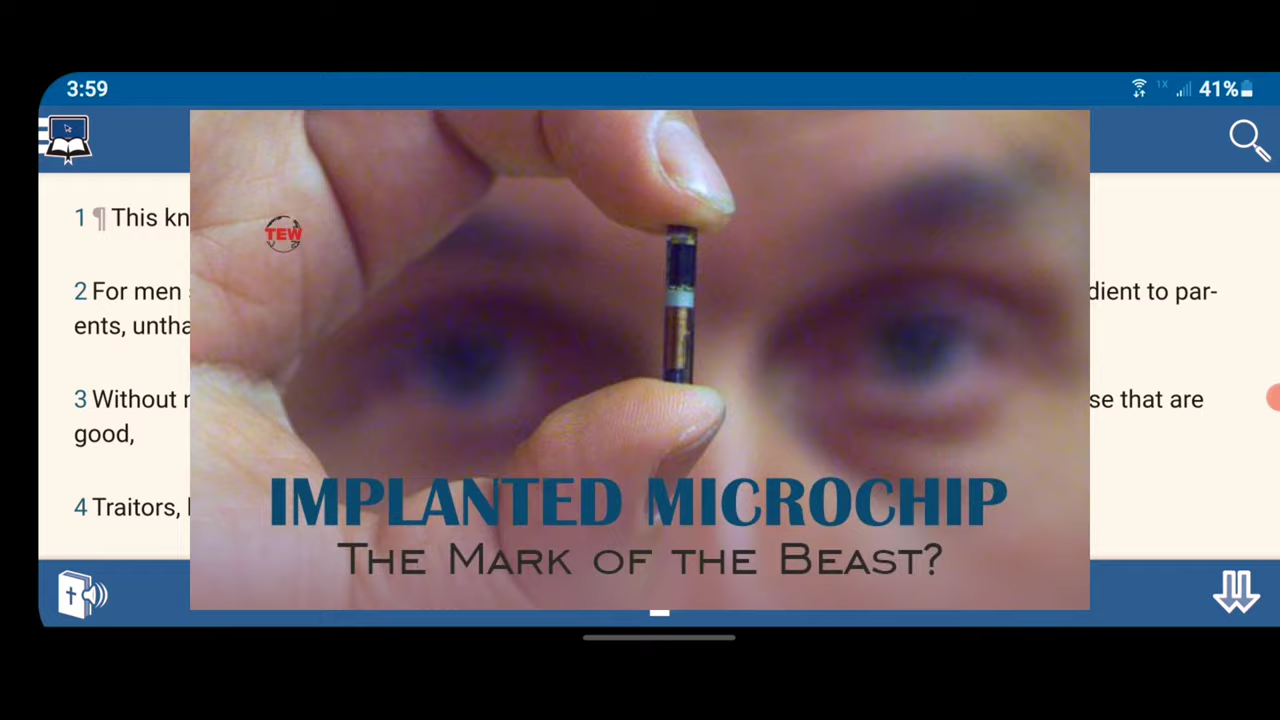 3:59
1X
41%
1 ¶ This kn
TEW
2 For men
dient to par-
ents, untha
3 Without
se that are
good,
4 Traitors,
IMPLANTED MICROCHIP
THE MARK OF THE BEAST?